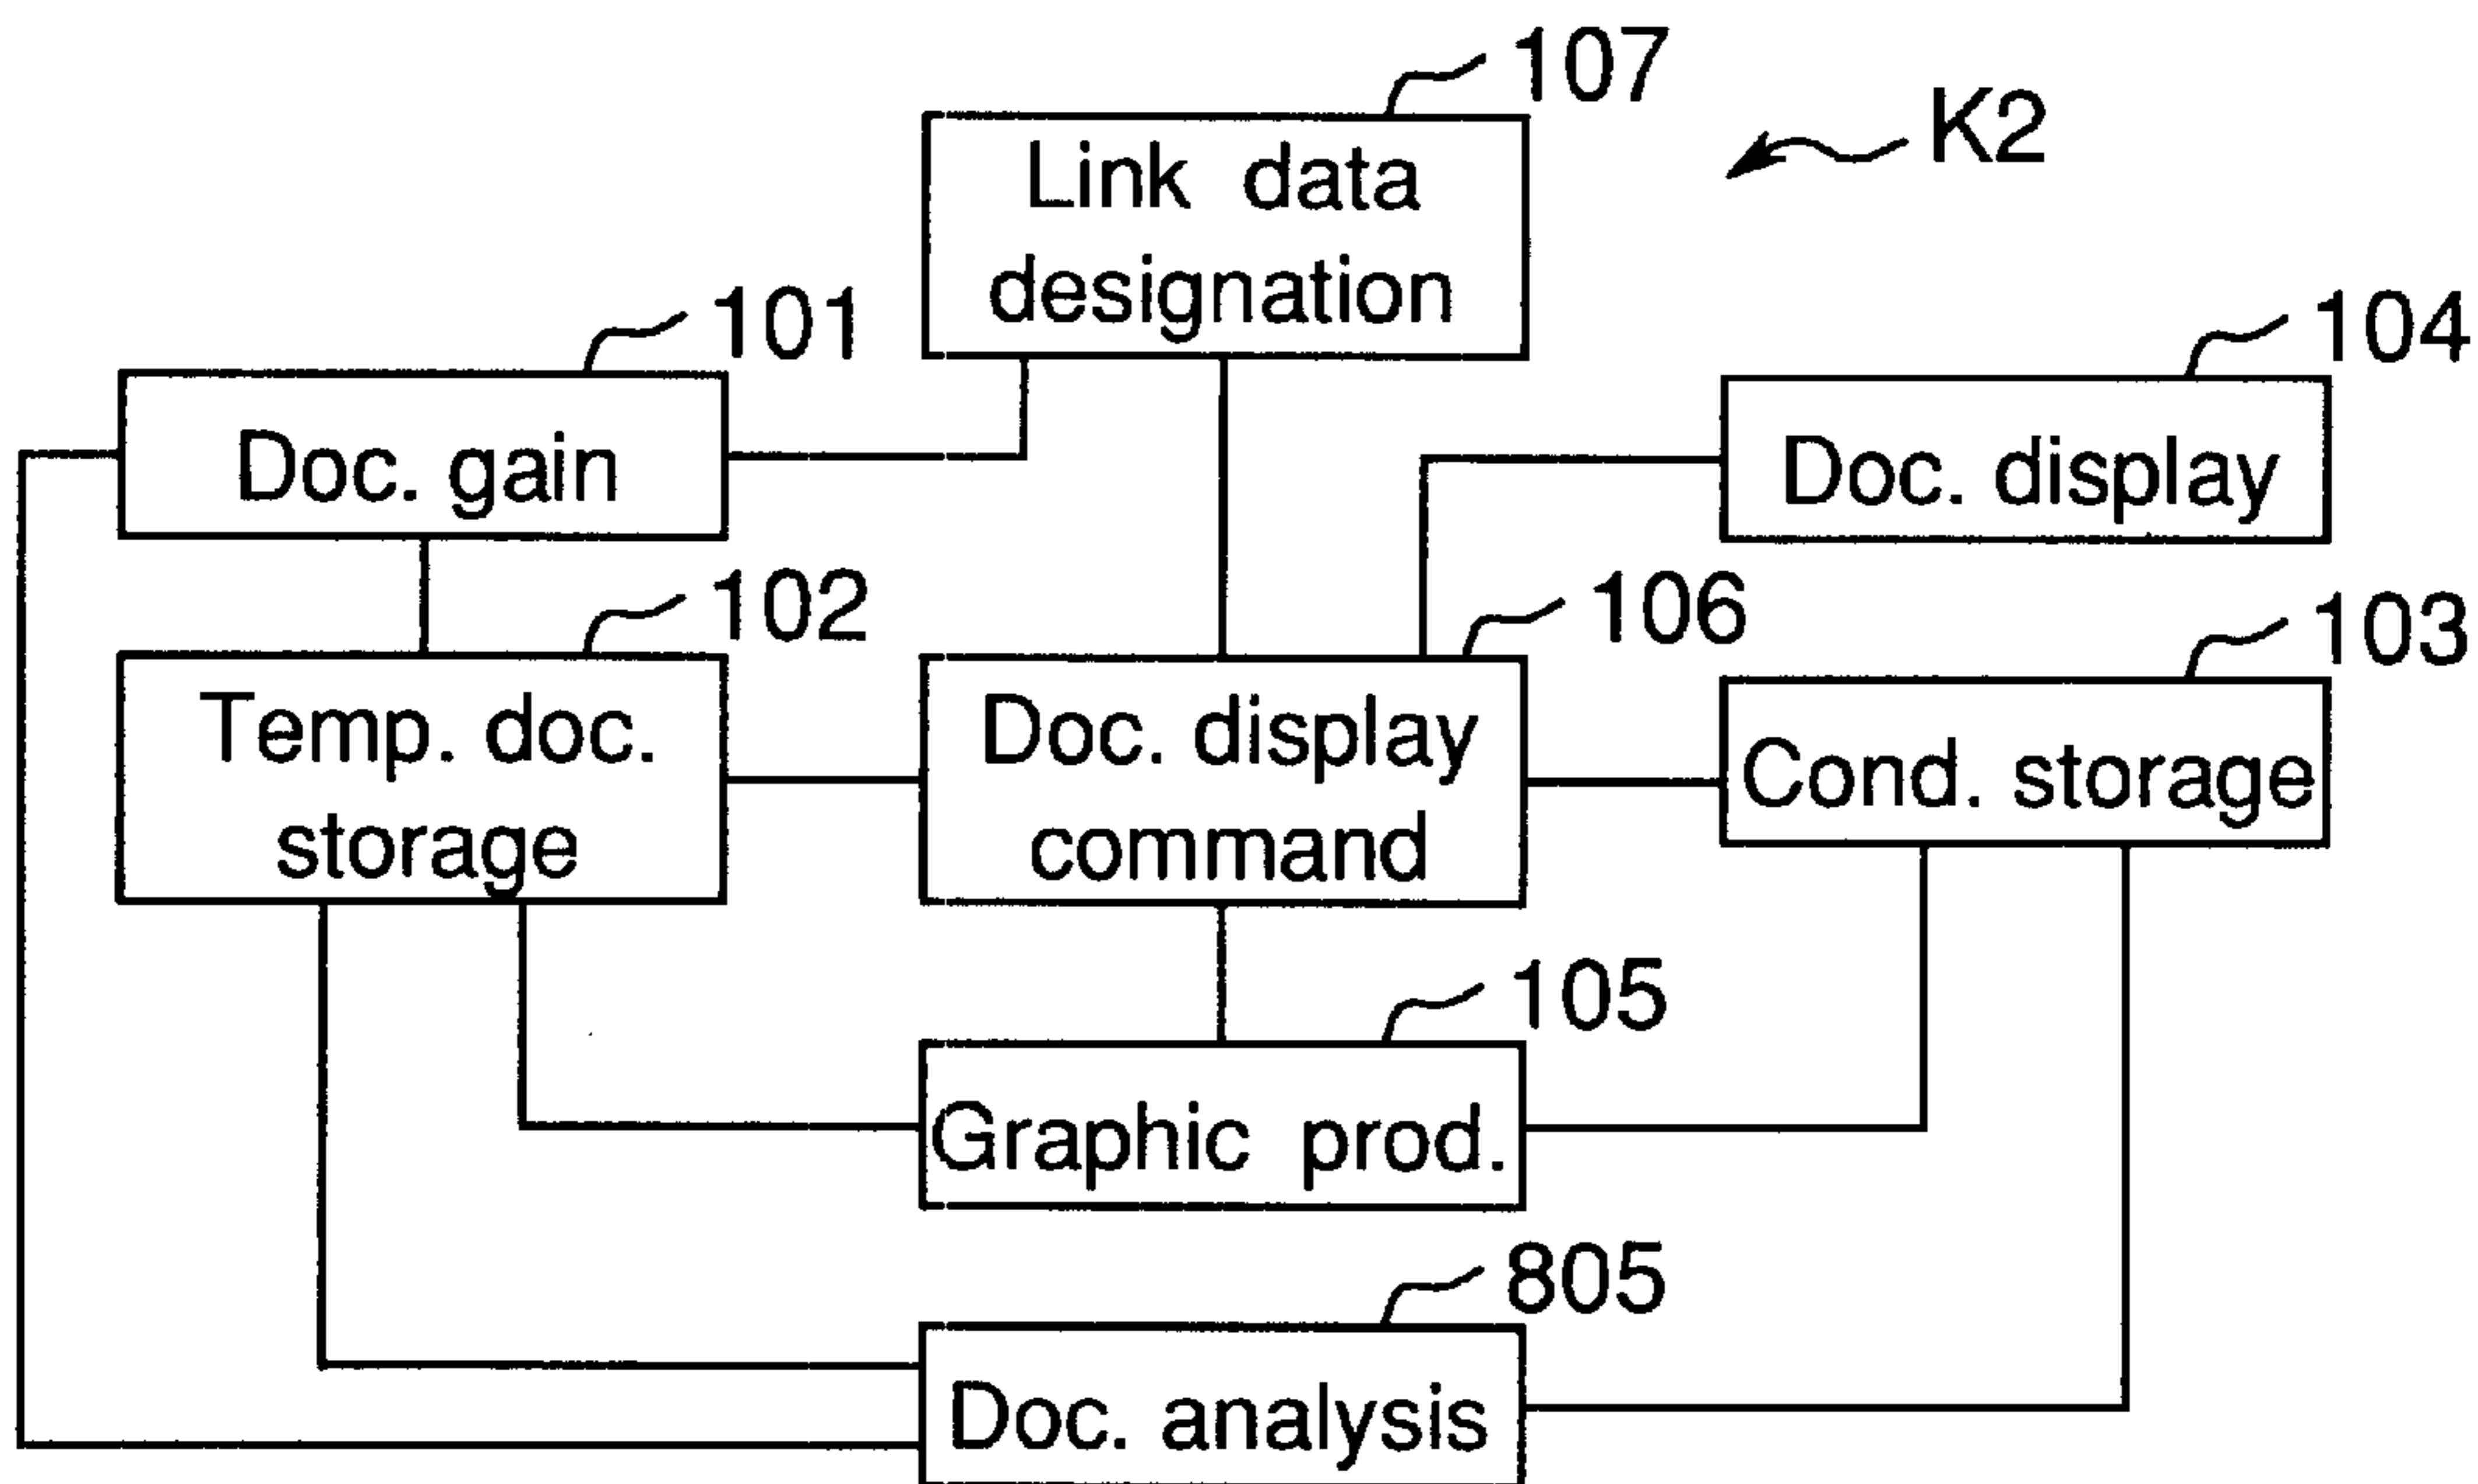 107
K2
Link data
designation
101
104
Doc. gain
Doc. display
102
106
103
Temp. doc.
storage
Doc. display
command
Cond. storage
105
Graphic prod.
805
Doc. analysis